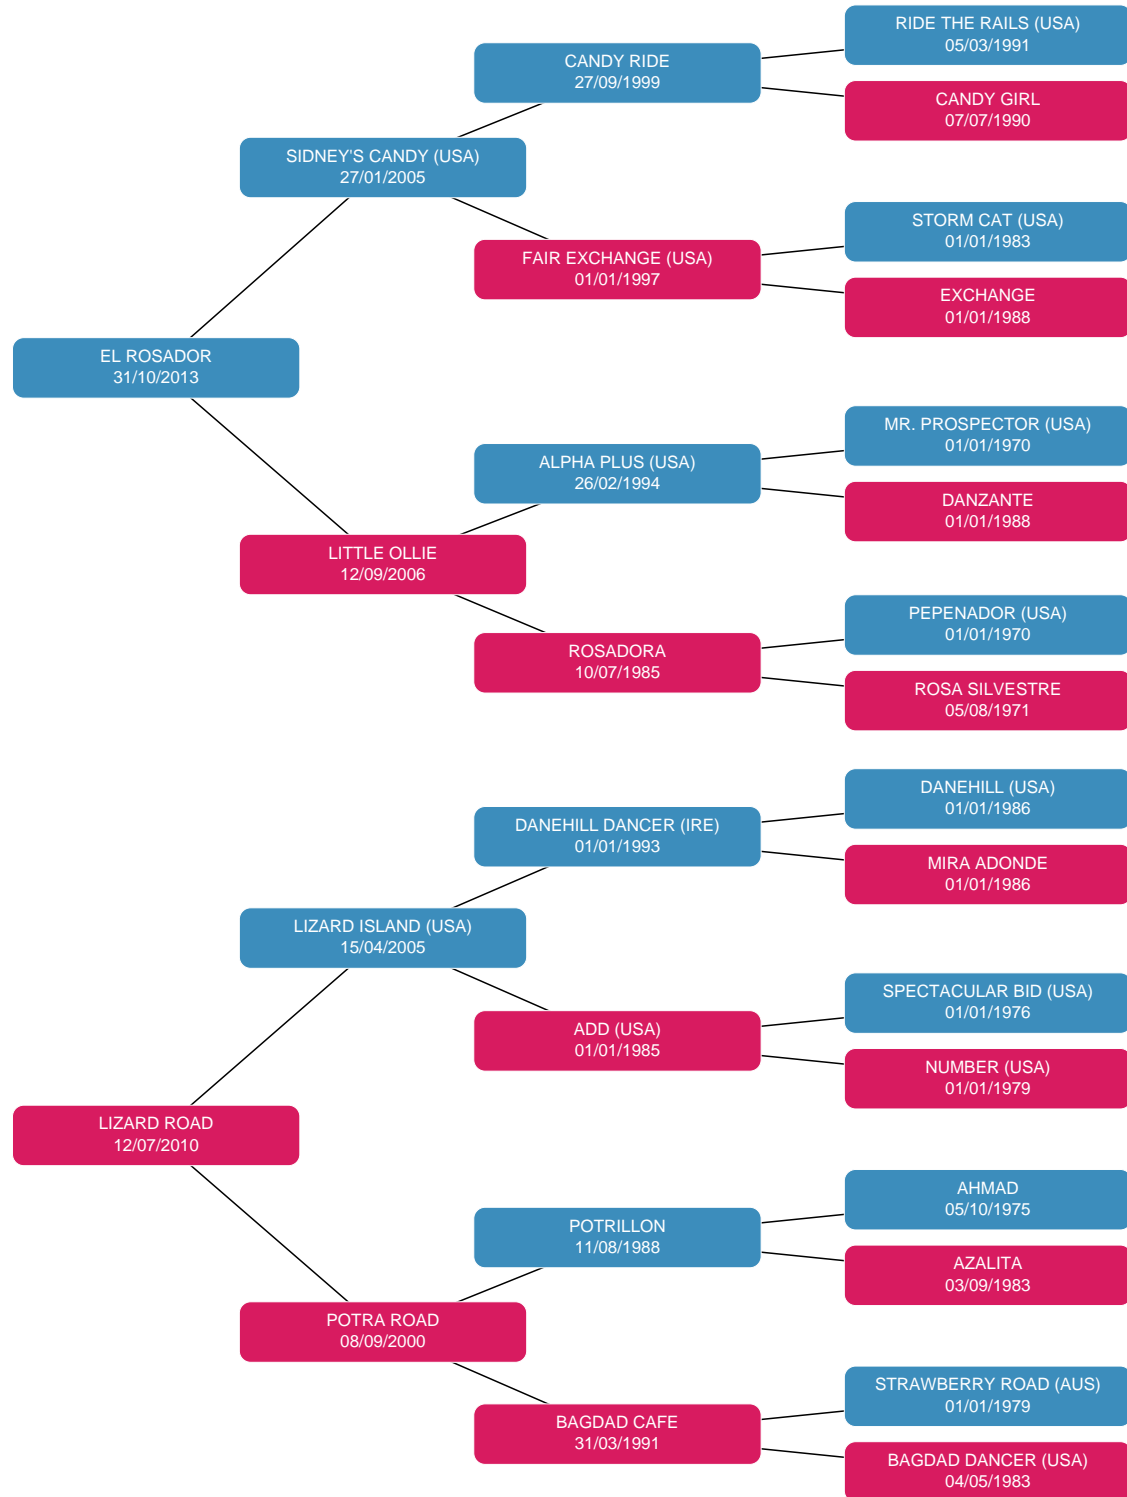 RIDE THE RAILS (USA)
05/03/1991
CANDY RIDE
27/09/1999
CANDY GIRL
07/07/1990
SIDNEY'S CANDY (USA)
27/01/2005
STORM CAT (USA)
01/01/1983
FAIR EXCHANGE (USA)
01/01/1997
EXCHANGE
01/01/1988
EL ROSADOR
31/10/2013
MR. PROSPECTOR (USA)
01/01/1970
ALPHA PLUS (USA)
26/02/1994
DANZANTE
01/01/1988
LITTLE OLLIE
12/09/2006
PEPENADOR (USA)
01/01/1970
ROSADORA
10/07/1985
ROSA SILVESTRE
05/08/1971
DANEHILL (USA)
01/01/1986
DANEHILL DANCER (IRE)
01/01/1993
MIRA ADONDE
01/01/1986
LIZARD ISLAND (USA)
15/04/2005
SPECTACULAR BID (USA)
01/01/1976
ADD (USA)
01/01/1985
NUMBER (USA)
01/01/1979
LIZARD ROAD
12/07/2010
AHMAD
05/10/1975
POTRILLON
11/08/1988
AZALITA
03/09/1983
POTRA ROAD
08/09/2000
STRAWBERRY ROAD (AUS)
01/01/1979
BAGDAD CAFE
31/03/1991
BAGDAD DANCER (USA)
04/05/1983